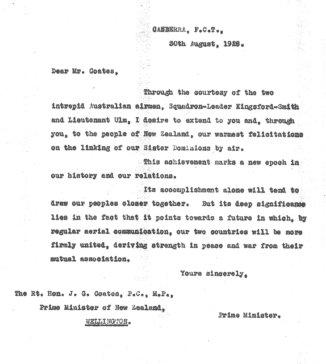 CANBERRA, F.C.T.,
30th August, 1928.
Dear Mr. Coates,
Through the courtesy of the two
intrepid Australian airmen, Squadron-Leader Kingsford-Smith
and Lieutenant Ulm, I desire to extend to you and, through
you, to the people of New Zealand, our warmest felicitations
on the linking of our Sister Dominions by air.
This achievement marks a new epoch in
our history and our relations.
Its accomplishment alone will tend to
draw our peoples closer together. But its deep significance
lies in the fact that it points towards a future in which, by
regular aerial communication, our two countries will be more
firmly united, deriving strength in peace and war from their
mutual association.
Yours sincerely,
The Rt. Hon. J. G. Coates, P.C., M.P.,
Prime Minister of New Zealand,
WELLINGTON.
Prime Minister.